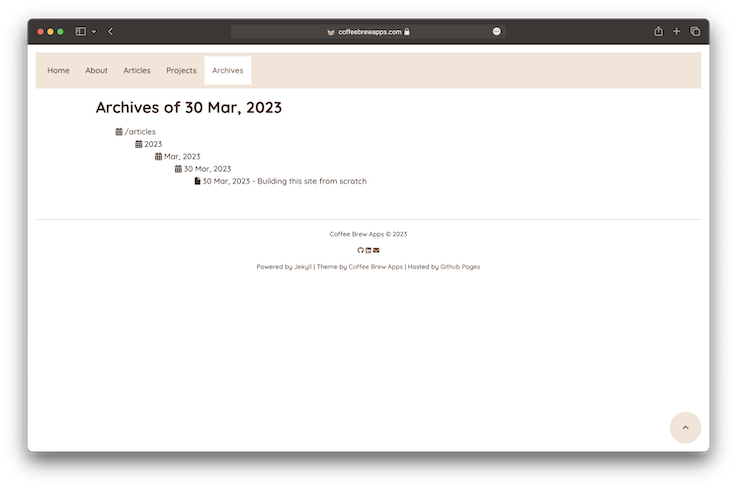 coffeebrewapps.com
Home About Articles Projects Archives
Archives of 30 Mar, 2023
/articles
2023
Mar, 2023
30 Mar, 2023
30 Mar, 2023 - Building this site from scratch
Coffee Brew Apps © 2023
Powered by Jekyll | Theme by Coffee Brew Apps | Hosted by Github Pages